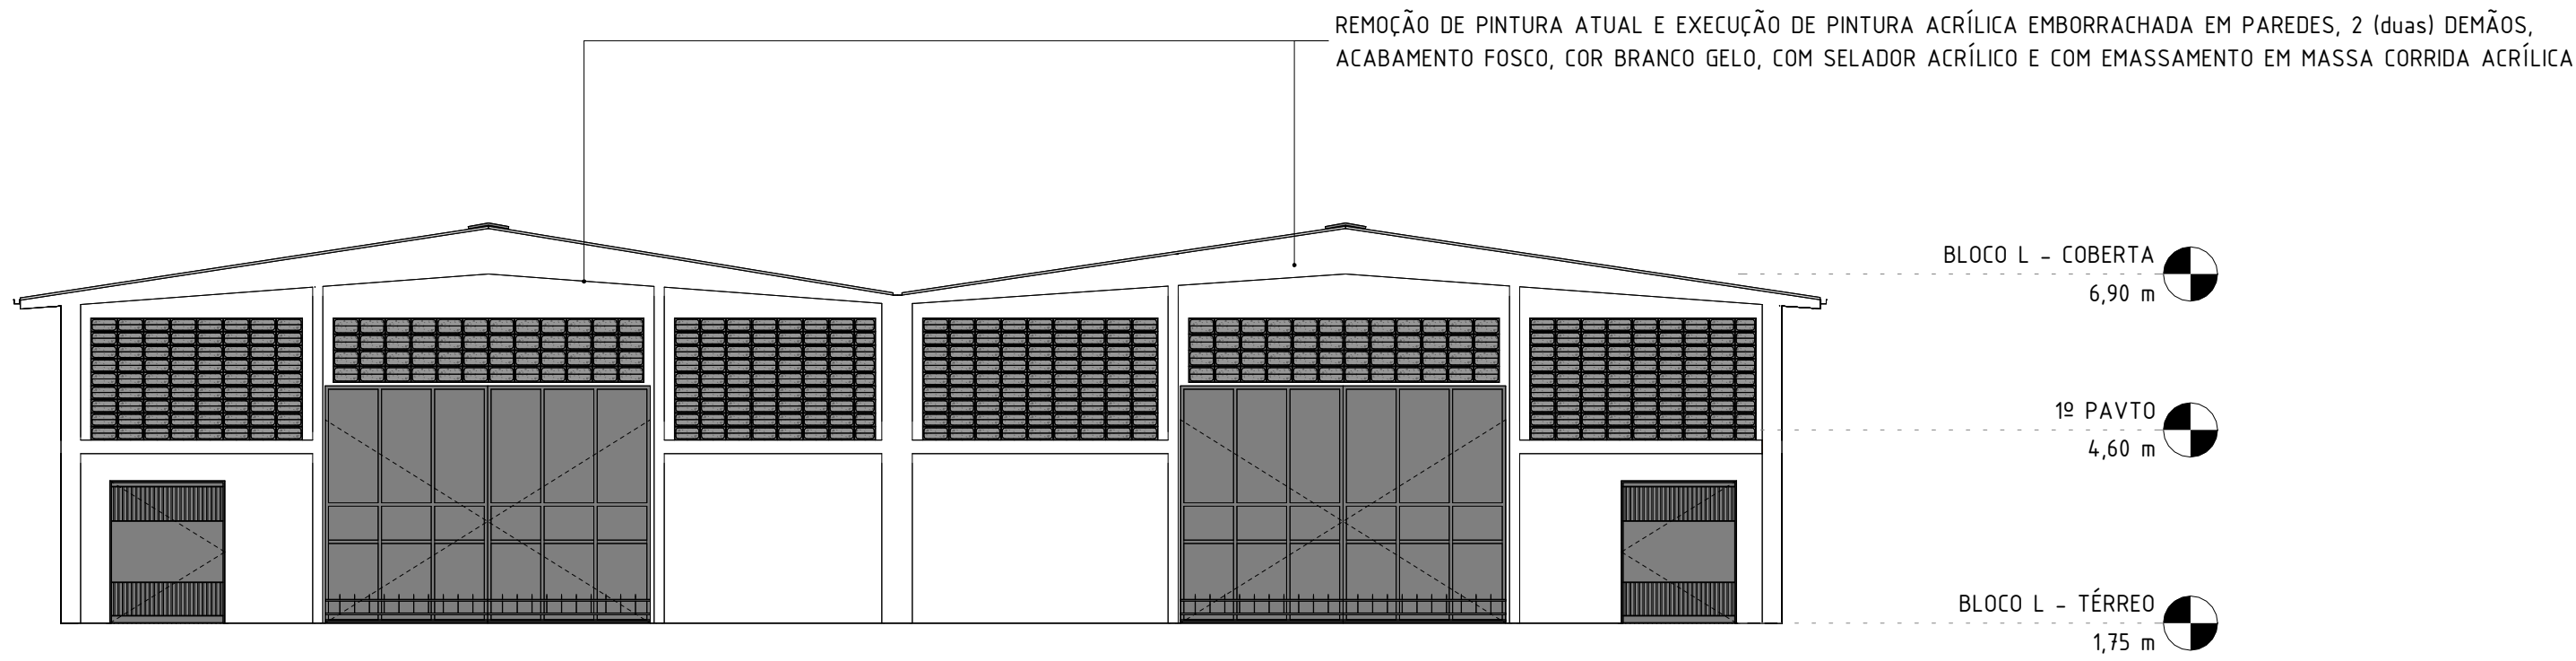 REMOÇÃO DE PINTURA ATUAL E EXECUÇÃO DE PINTURA ACRÍLICA EMBORRACHADA EM PAREDES, 2 (duas) DEMÃOS,
ACABAMENTO FOSCO, COR BRANCO GELO, COM SELADOR ACRÍLICO E COM EMASSAMENTO EM MASSA CORRIDA ACRÍLICA
BLOCO L - COBERTA
6,90 m
1º PAVTO
4,60 m
BLOCO L - TÉRREO
1,75 m